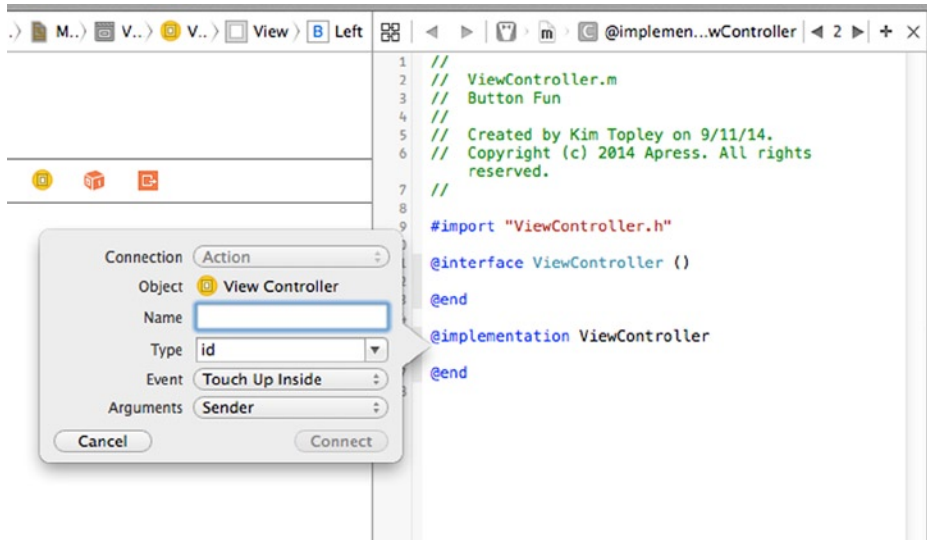 .) M..) V..) V..) View) B Left
m @implemen...wController 2 + ×
1 //
2 // ViewController.m
3 // Button Fun
4 //
5 // Created by Kim Topley on 9/11/14.
6 // Copyright (c) 2014 Apress. All rights
reserved.
7 //
8
9 #import "ViewController.h"
@interface ViewController ()
@end
@implementation ViewController
@end
Connection Action
Object View Controller
Name
Type id
Event Touch Up Inside
Arguments Sender
Cancel Connect